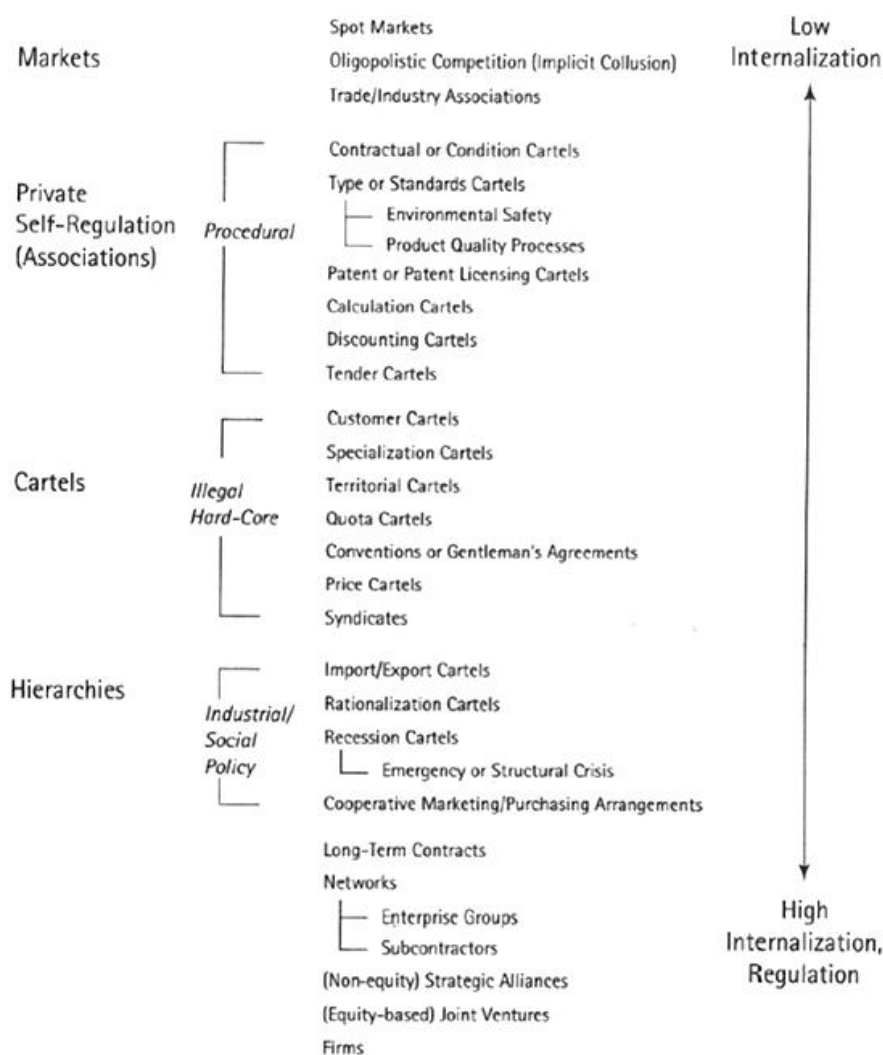 Markets
Spot Markets
Oligopolistic Competition (Implicit Collusion)
Trade/Industry Associations
Low
Internalization
Private
Self-Regulation
(Associations)
Procedural
Contractual or Condition Cartels
Type or Standards Cartels
Environmental Safety
Product Quality Processes
Patent or Patent Licensing Cartels
Calculation Cartels
Discounting Cartels
Tender Cartels
Cartels
Illegal
Hard-Core
Customer Cartels
Specialization Cartels
Territorial Cartels
Quota Cartels
Conventions or Gentleman's Agreements
Price Cartels
Syndicates
Hierarchies
Industrial/
Social
Policy
Import/Export Cartels
Rationalization Cartels
Recession Cartels
Emergency or Structural Crisis
Cooperative Marketing/Purchasing Arrangements
Long-Term Contracts
Networks
Enterprise Groups
Subcontractors
(Non-equity) Strategic Alliances
(Equity-based) Joint Ventures
Firms
High
Internalization,
Regulation